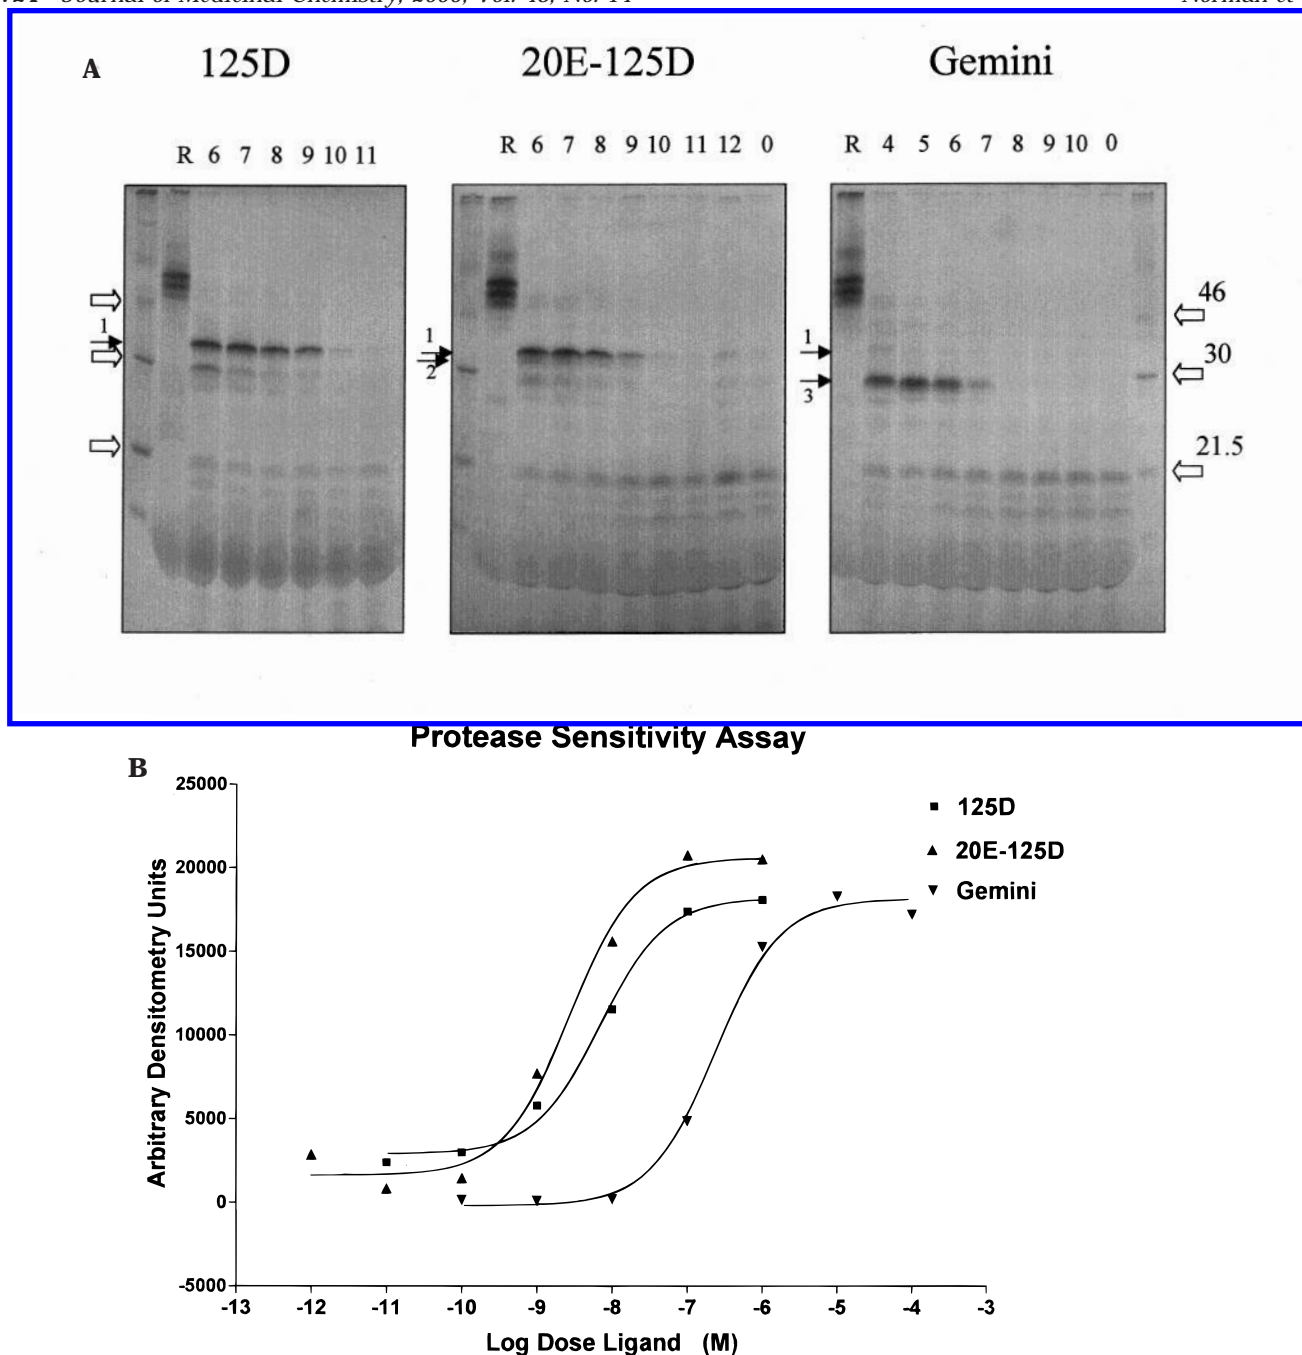 Journal of Medicinal Chemistry, 2000, Vol. 43, No. 14
Norman et
A
125D
20E-125D
Gemini
R 6 7 8 9 10 11
R 6 7 8 9 10 11 12 0
R 4 5 6 7 8 9 10 0
1
1
2
1
3
46
30
21.5
Protease Sensitivity Assay
B
25000
20000
15000
10000
5000
0
-5000
Arbitrary Densitometry Units
-13 -12 -11 -10 -9 -8 -7 -6 -5 -4 -3
Log Dose Ligand (M)
125D
20E-125D
Gemini